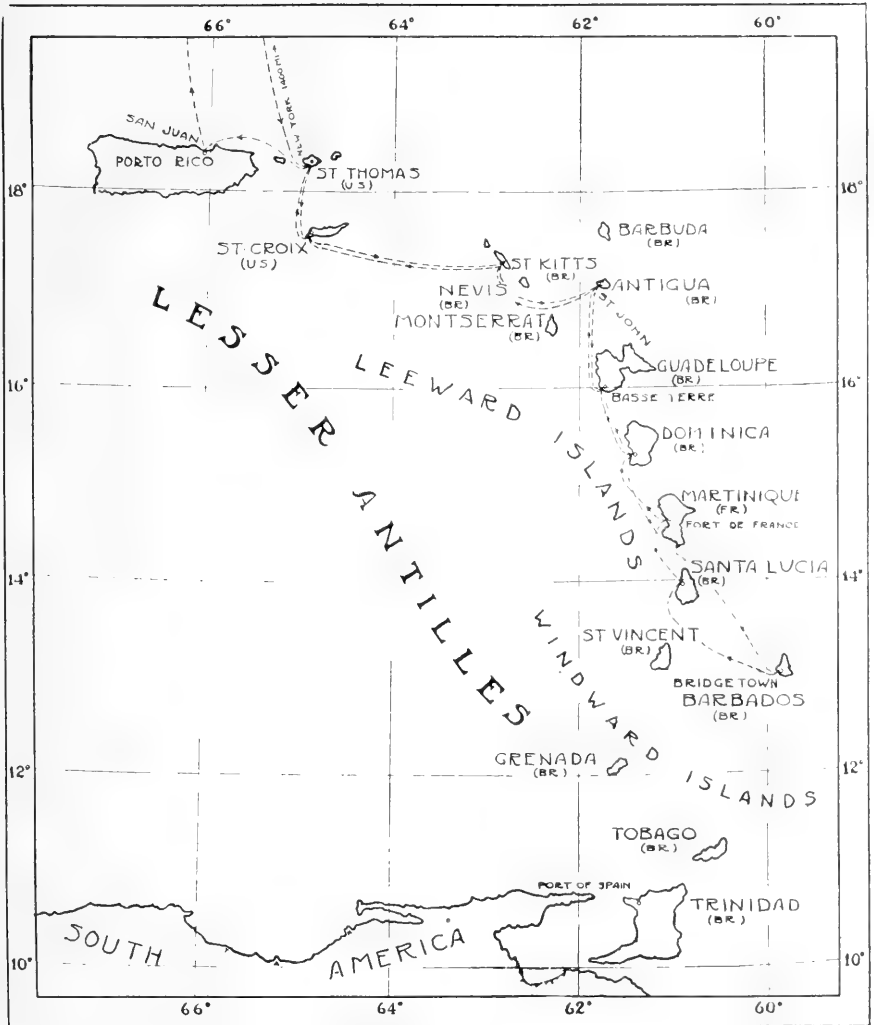 66° 64° 62° 60°
NEW YORK 1400 MI
SAN JUAN
PORTO RICO
18° 18°
ST THOMAS
(US)
BARBUDA
(BR)
ST. CROIX
(US)
ST KITTS
(BR)
NEVIS
(BR)
ANTIGUA
(BR)
ST JOHN
MONTSERRAT
(BR)
LESSER ANTILLES
LEEWARD ISLANDS
GUADELOUPE
(BR)
16° 16°
BASSE TERRE
DOMINICA
(BR)
MARTINIQUE
(FR)
FORT DE FRANCE
SANTA LUCIA
(BR)
14° 14°
WINDWARD ISLANDS
ST VINCENT
(BR)
BRIDGETOWN
BARBADOS
(BR)
GRENADA
(BR)
12° 12°
TOBAGO
(BR)
PORT OF SPAIN
TRINIDAD
(BR)
SOUTH AMERICA
10° 10°
66° 64° 62° 60°